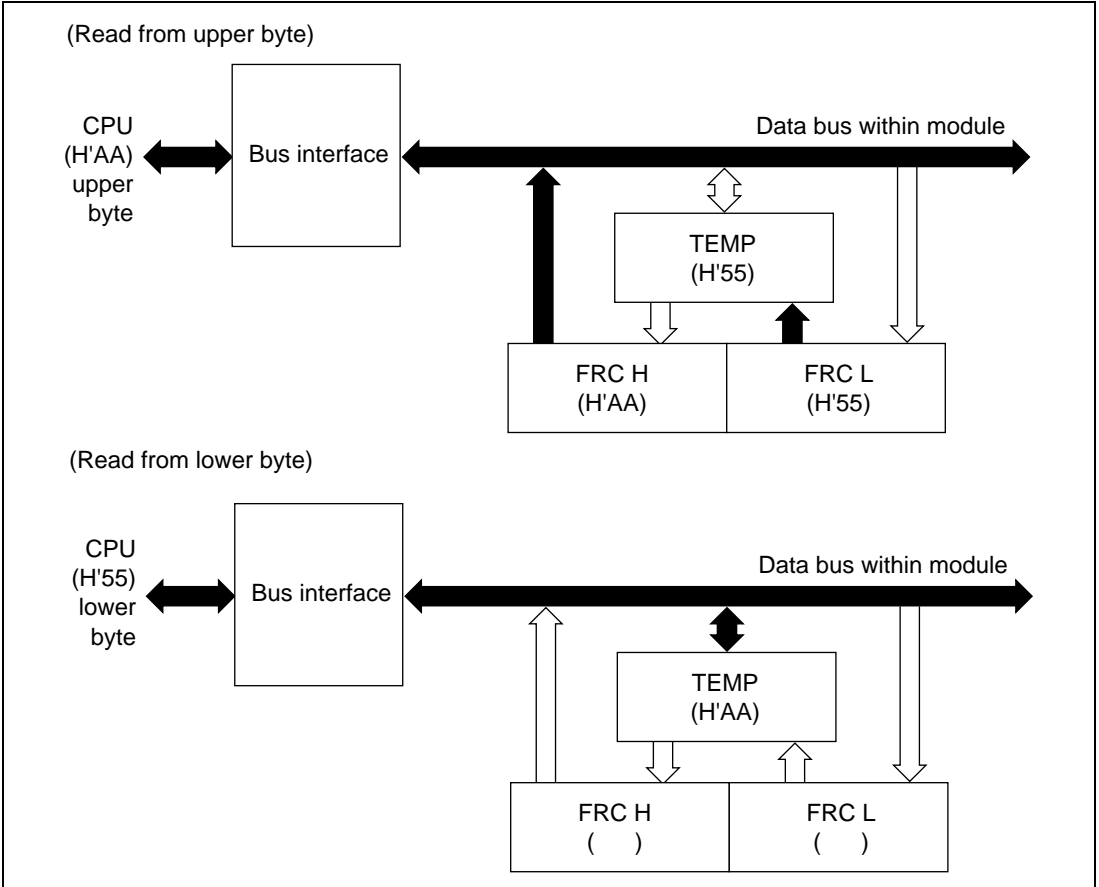 (Read from upper byte)
CPU
(H'AA)
upper
byte
Bus interface
Data bus within module
TEMP
(H'55)
FRC H
(H'AA)
FRC L
(H'55)
(Read from lower byte)
CPU
(H'55)
lower
byte
Bus interface
Data bus within module
TEMP
(H'AA)
FRC H
( )
FRC L
( )